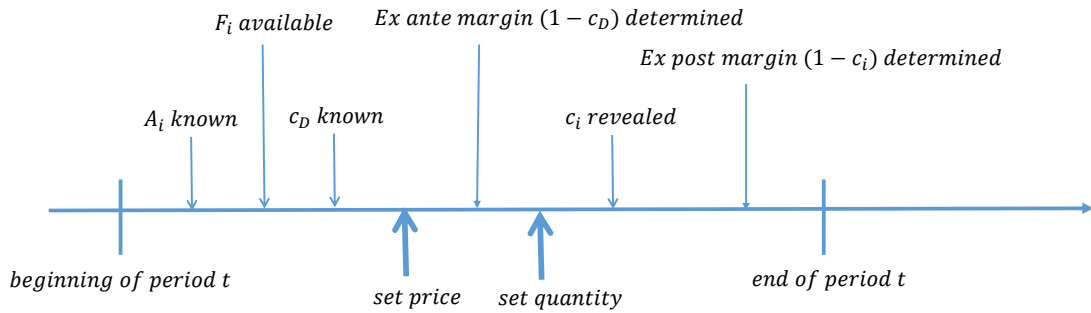 F_i available
Ex ante margin (1 − c_D) determined
Ex post margin (1 − c_i) determined
A_i known
c_D known
c_i revealed
beginning of period t
set price
set quantity
end of period t